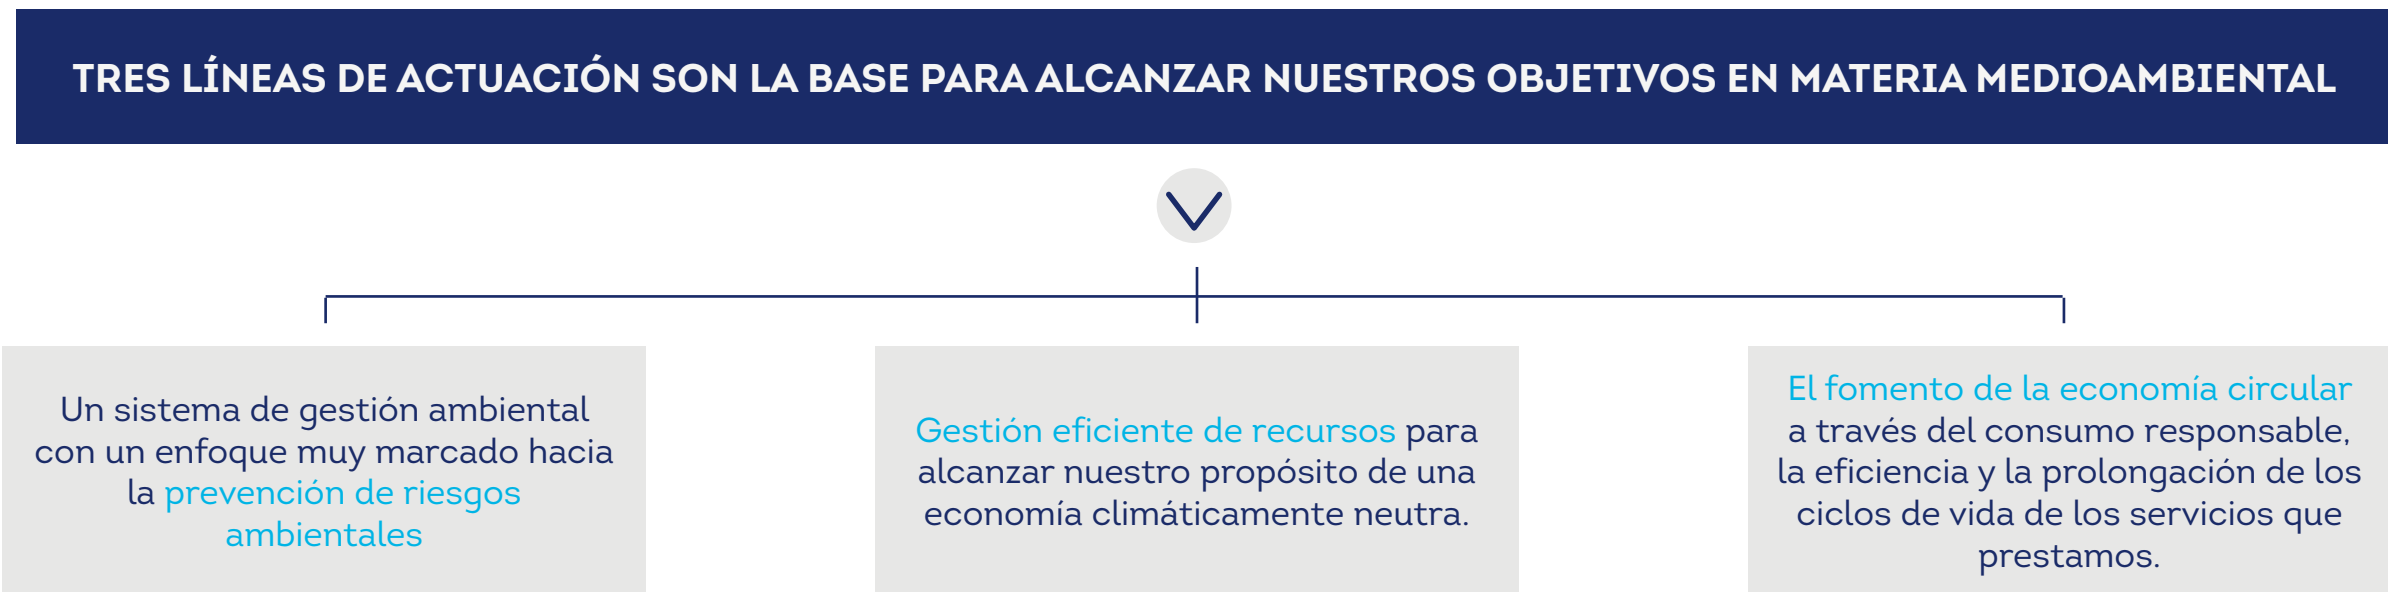 TRES LÍNEAS DE ACTUACIÓN SON LA BASE PARA ALCANZAR NUESTROS OBJETIVOS EN MATERIA MEDIOAMBIENTAL
Un sistema de gestión ambiental
con un enfoque muy marcado hacia
la prevención de riesgos
ambientales
Gestión eficiente de recursos para
alcanzar nuestro propósito de una
economía climáticamente neutra.
El fomento de la economía circular
a través del consumo responsable,
la eficiencia y la prolongación de los
ciclos de vida de los servicios que
prestamos.